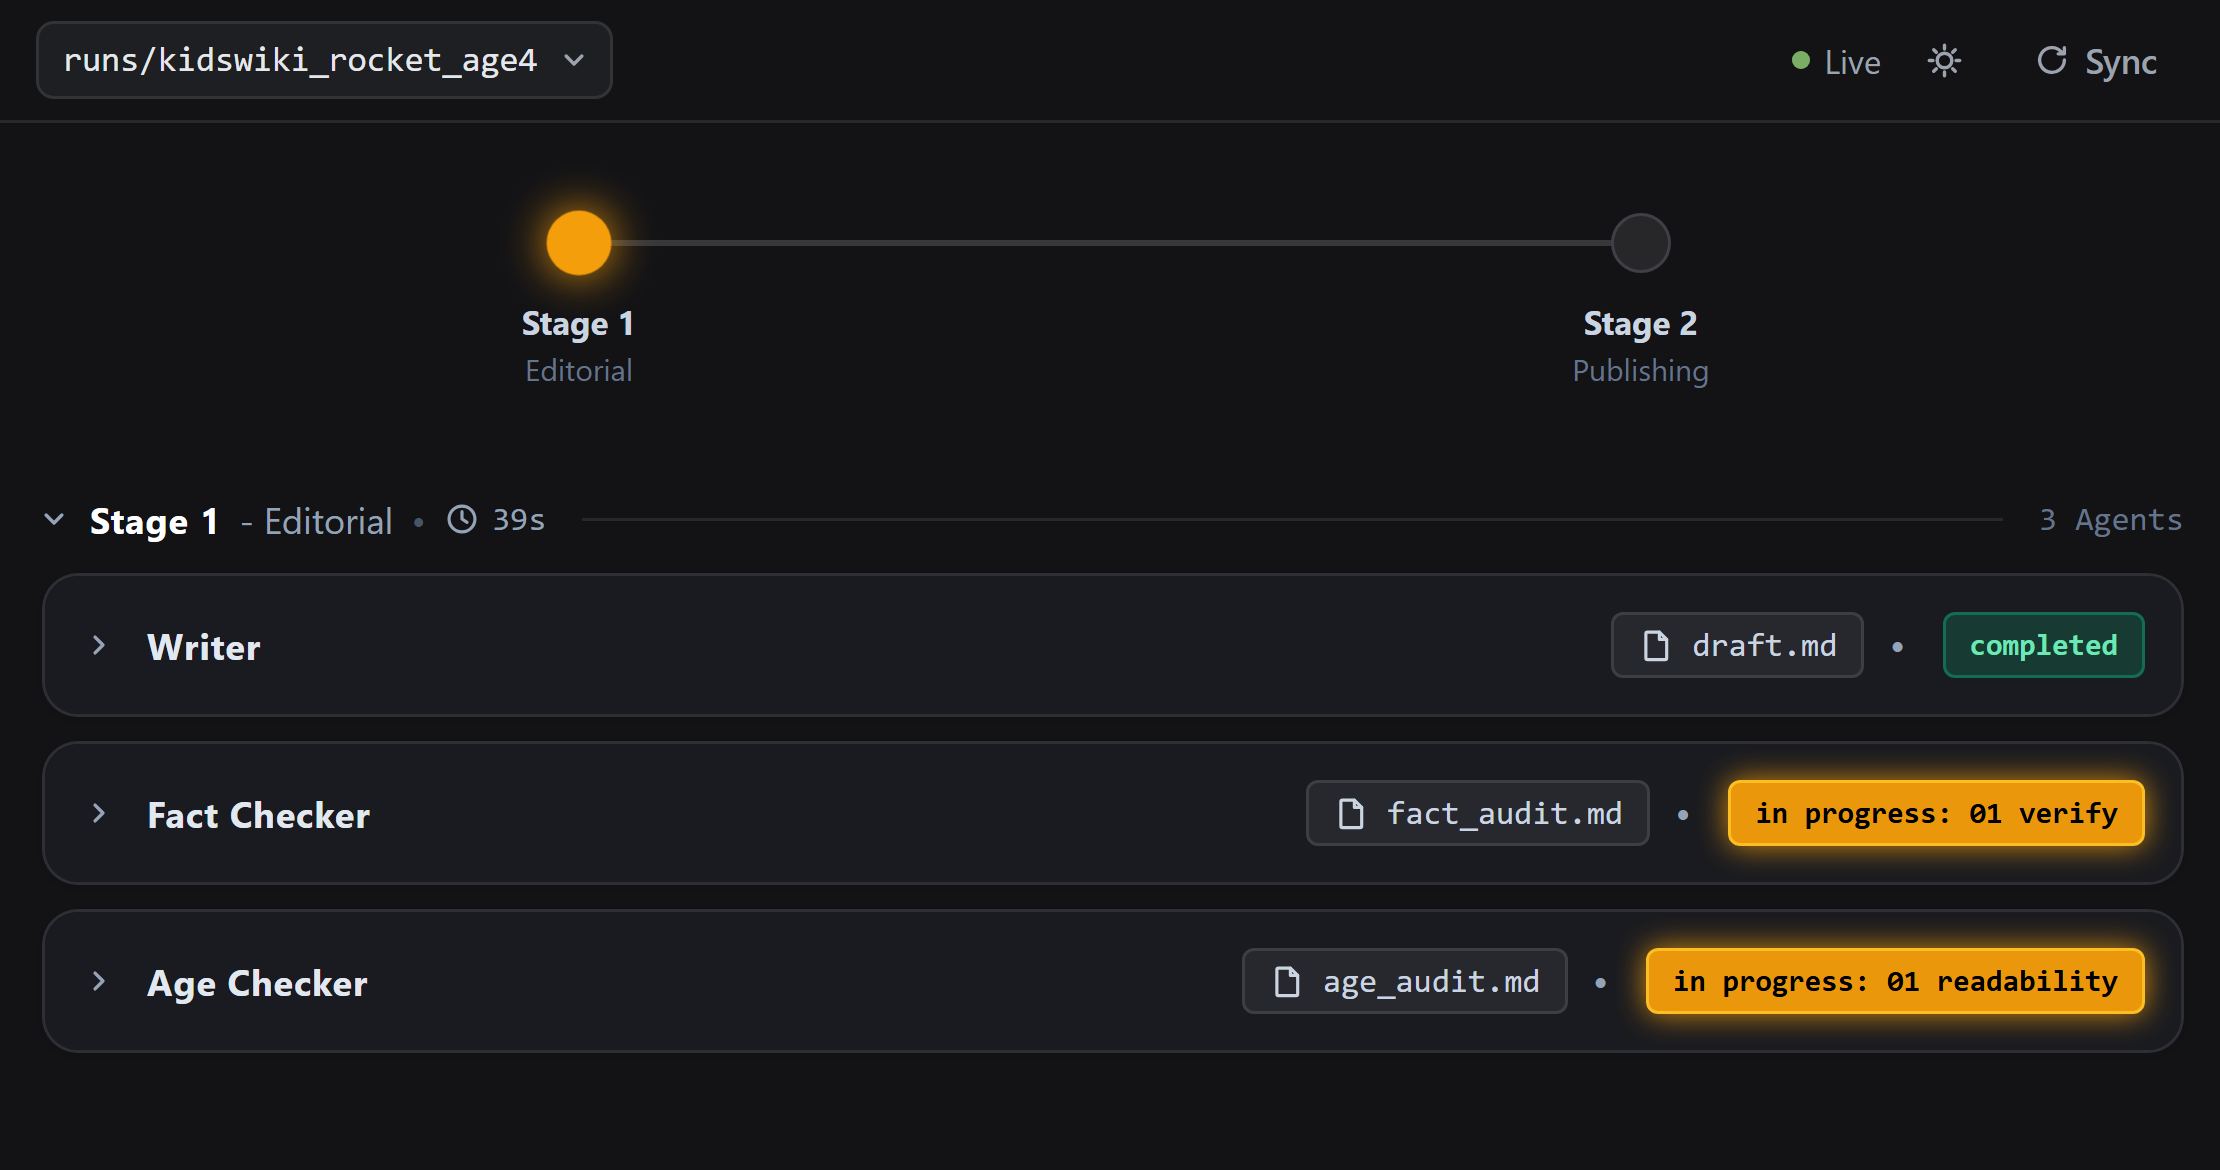 runs/kidswiki_rocket_age4
Live
Sync
Stage 1
Editorial
Stage 2
Publishing
Stage 1 - Editorial • 39s
3 Agents
Writer
draft.md • completed
Fact Checker
fact_audit.md • in progress: 01 verify
Age Checker
age_audit.md • in progress: 01 readability